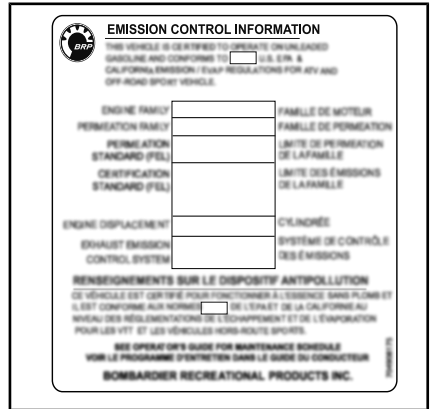 BRP
EMISSION CONTROL INFORMATION
THIS VEHICLE IS CERTIFIED TO OPERATE ON UNLEADED
GASOLINE AND CONFORMS TO U.S. EPA &
CALIFORNIA EMISSION / EVAP REGULATIONS FOR ATV AND
OFF-ROAD SPORT VEHICLE.
ENGINE FAMILY FAMILLE DE MOTEUR
PERMEATION FAMILY FAMILLE DE PERMEATION
PERMEATION LIMITE DE PERMEATION
STANDARD (FEL) DE LA FAMILLE
CERTIFICATION LIMITE DES ÉMISSIONS
STANDARD (FEL) DE LA FAMILLE
ENGINE DISPLACEMENT CYLINDRÉE
EXHAUST EMISSION SYSTÈME DE CONTRÔLE
CONTROL SYSTEM DES ÉMISSIONS
RENSEIGNEMENTS SUR LE DISPOSITIF ANTIPOLLUTION
CE VÉHICULE EST CERTIFIÉ POUR FONCTIONNER À L'ESSENCE SANS PLOMB ET
IL EST CONFORME AUX NORMES DE L'EPA ET DE LA CALIFORNIE AU
NIVEAU DES RÉGLEMENTATIONS DE L'ÉCHAPPEMENT ET DE L'ÉVAPORATION
POUR LES VTT ET LES VÉHICULES HORS-ROUTE SPORTS.
SEE OPERATOR'S GUIDE FOR MAINTENANCE SCHEDULE
VOIR LE PROGRAMME D'ENTRETIEN DANS LE GUIDE DU CONDUCTEUR
BOMBARDIER RECREATIONAL PRODUCTS INC.